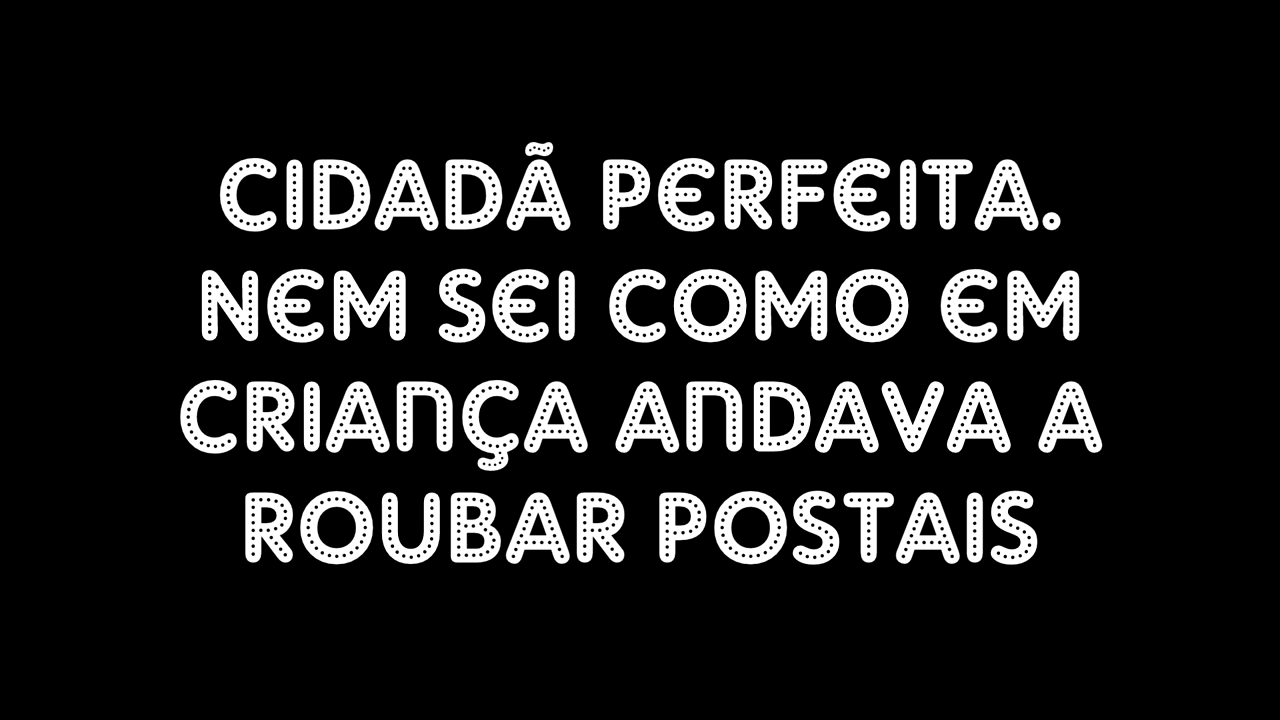 CIDADÃ PERFEITA.
NEM SEI COMO EM
CRIANÇA ANDAVA A
ROUBAR POSTAIS